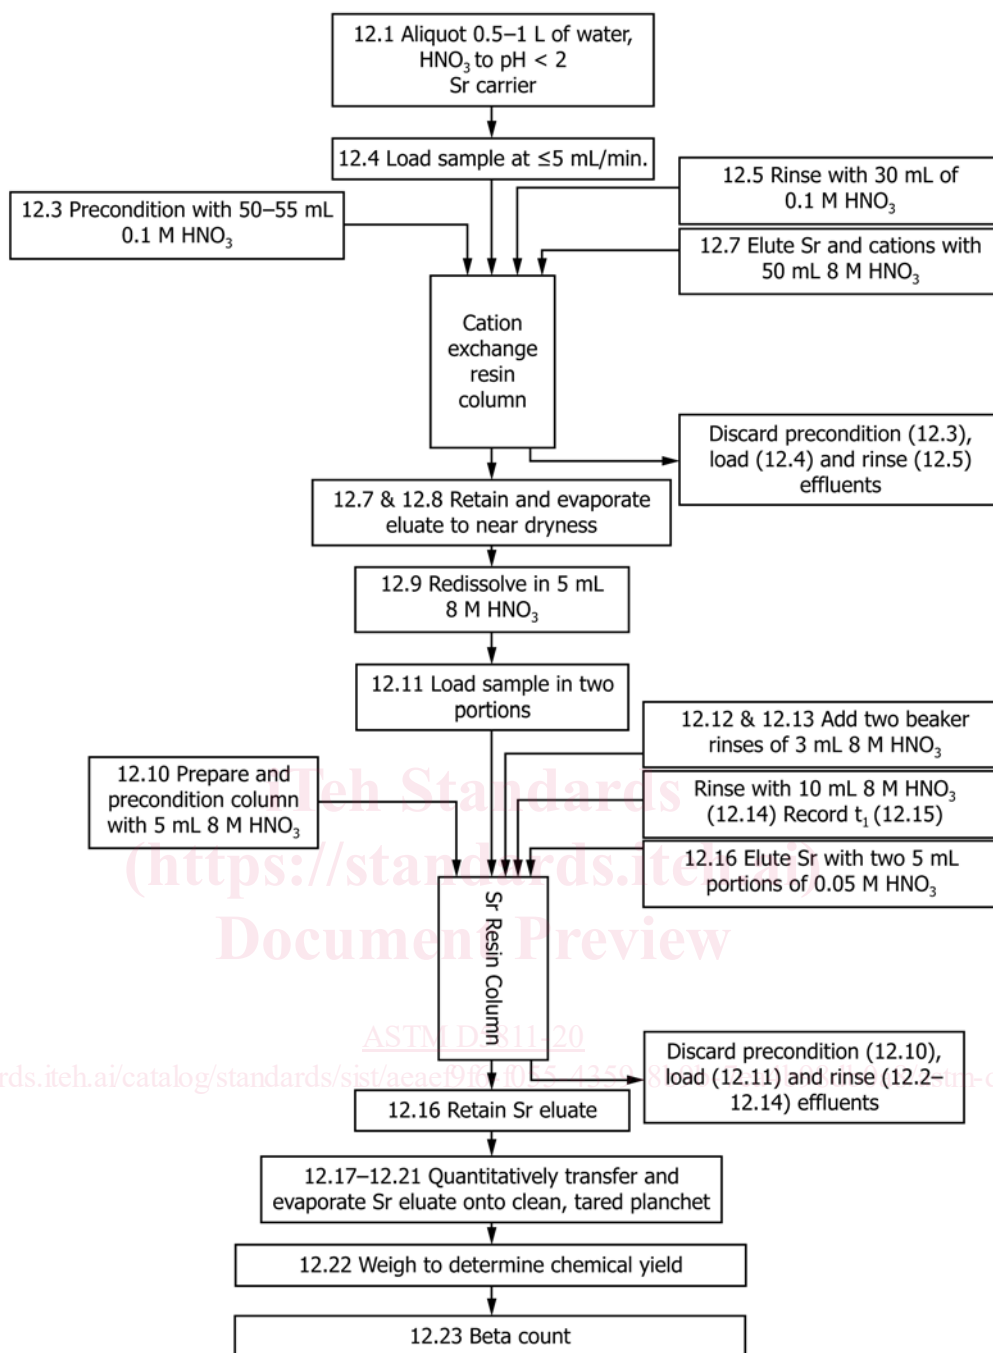 12.1 Aliquot 0.5–1 L of water,
HNO₃ to pH < 2
Sr carrier
12.4 Load sample at ≤5 mL/min.
12.5 Rinse with 30 mL of
0.1 M HNO₃
12.3 Precondition with 50–55 mL
0.1 M HNO₃
12.7 Elute Sr and cations with
50 mL 8 M HNO₃
Cation
exchange
resin
column
Discard precondition (12.3),
load (12.4) and rinse (12.5)
effluents
12.7 & 12.8 Retain and evaporate
eluate to near dryness
12.9 Redissolve in 5 mL
8 M HNO₃
12.11 Load sample in two
portions
12.12 & 12.13 Add two beaker
rinses of 3 mL 8 M HNO₃
12.10 Prepare and
precondition column
with 5 mL 8 M HNO₃
Rinse with 10 mL 8 M HNO₃
(12.14) Record t₁ (12.15)
12.16 Elute Sr with two 5 mL
portions of 0.05 M HNO₃
iTeh Standards
(https://standards.iteh.ai)
Document Preview
Sr Resin Column
ASTM D5811-20
Discard precondition (12.10),
load (12.11) and rinse (12.2–
12.14) effluents
12.16 Retain Sr eluate
12.17–12.21 Quantitatively transfer and
evaporate Sr eluate onto clean, tared planchet
12.22 Weigh to determine chemical yield
12.23 Beta count